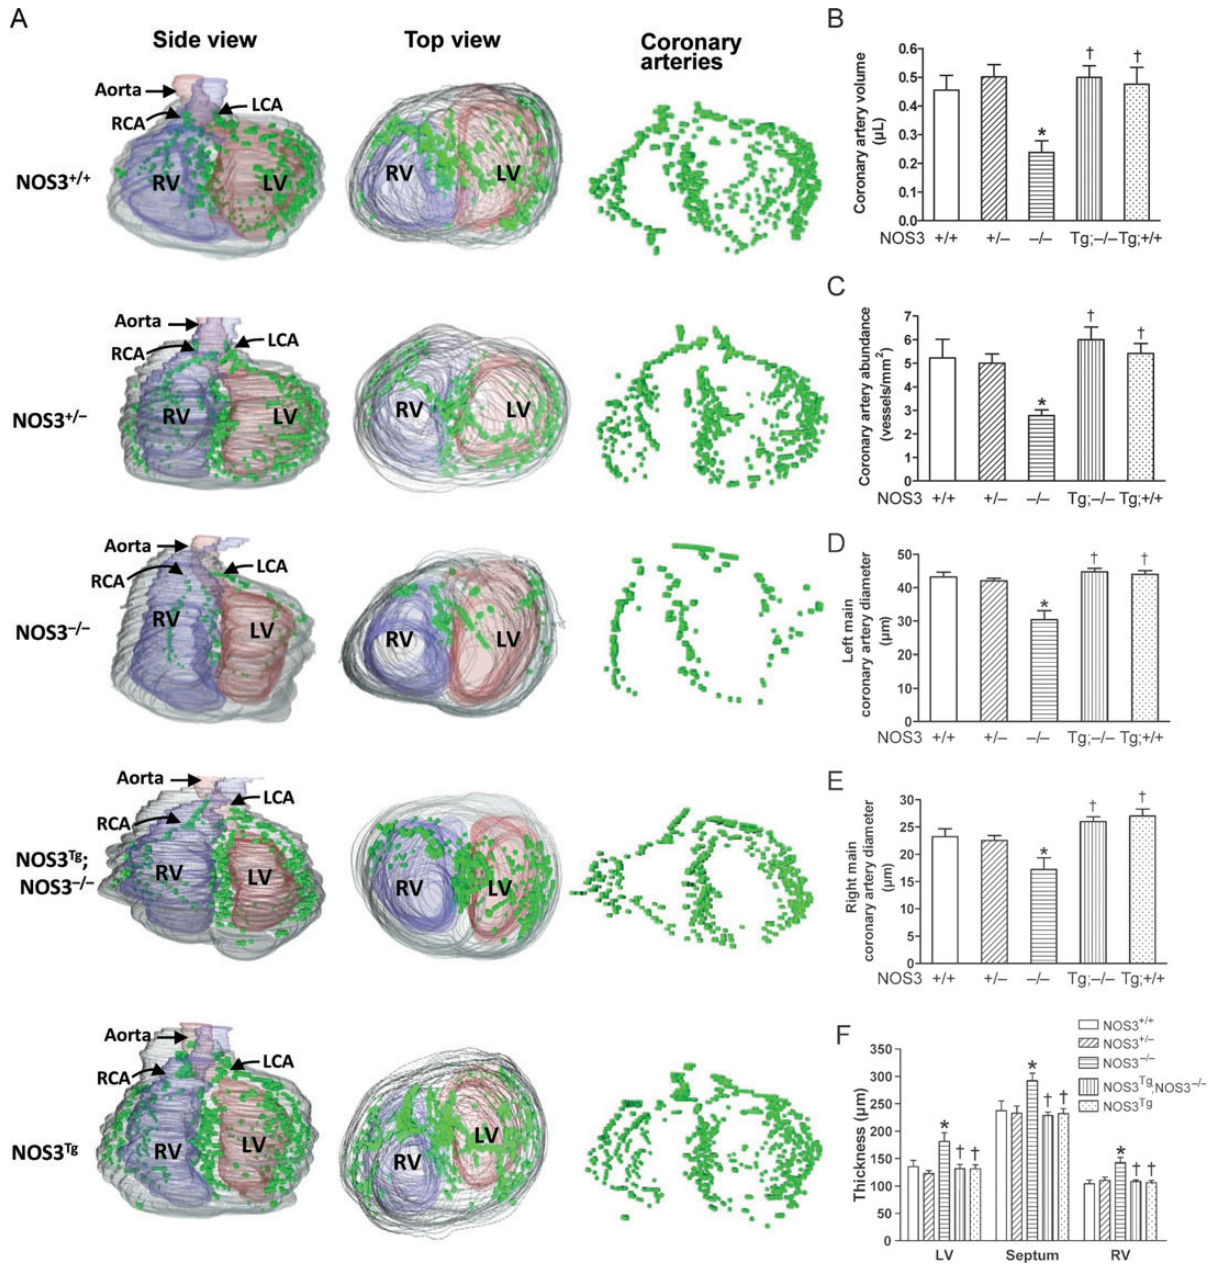 A
Side view
Top view
Coronary
arteries
Aorta
LCA
RCA
RV
LV
RV
LV
NOS3+/+
Aorta
LCA
RCA
RV
LV
RV
LV
NOS3+/–
Aorta
LCA
RCA
RV
LV
RV
LV
NOS3–/–
Aorta
LCA
RCA
RV
LV
RV
LV
NOS3Tg;
NOS3–/–
Aorta
LCA
RCA
RV
LV
RV
LV
NOS3Tg
B
Coronary artery volume
(µL)
0.6
0.5
0.4
0.3
0.2
0.1
0.0
*
†
†
NOS3 +/+ +/– –/– Tg;–/– Tg;+/+
C
Coronary artery abundance
(vessels/mm2)
7
6
5
4
3
2
1
0
*
†
†
NOS3 +/+ +/– –/– Tg;–/– Tg;+/+
D
Left main
coronary artery diameter
(µm)
50
40
30
20
10
0
*
†
†
NOS3 +/+ +/– –/– Tg;–/– Tg;+/+
E
Right main
coronary artery diameter
(µm)
30
25
20
15
10
5
0
*
†
†
NOS3 +/+ +/– –/– Tg;–/– Tg;+/+
F
NOS3+/+
NOS3+/–
NOS3–/–
NOS3Tg;NOS3–/–
NOS3Tg
Thickness (µm)
350
300
250
200
150
100
50
0
*
† †
*
† †
*
† †
LV Septum RV